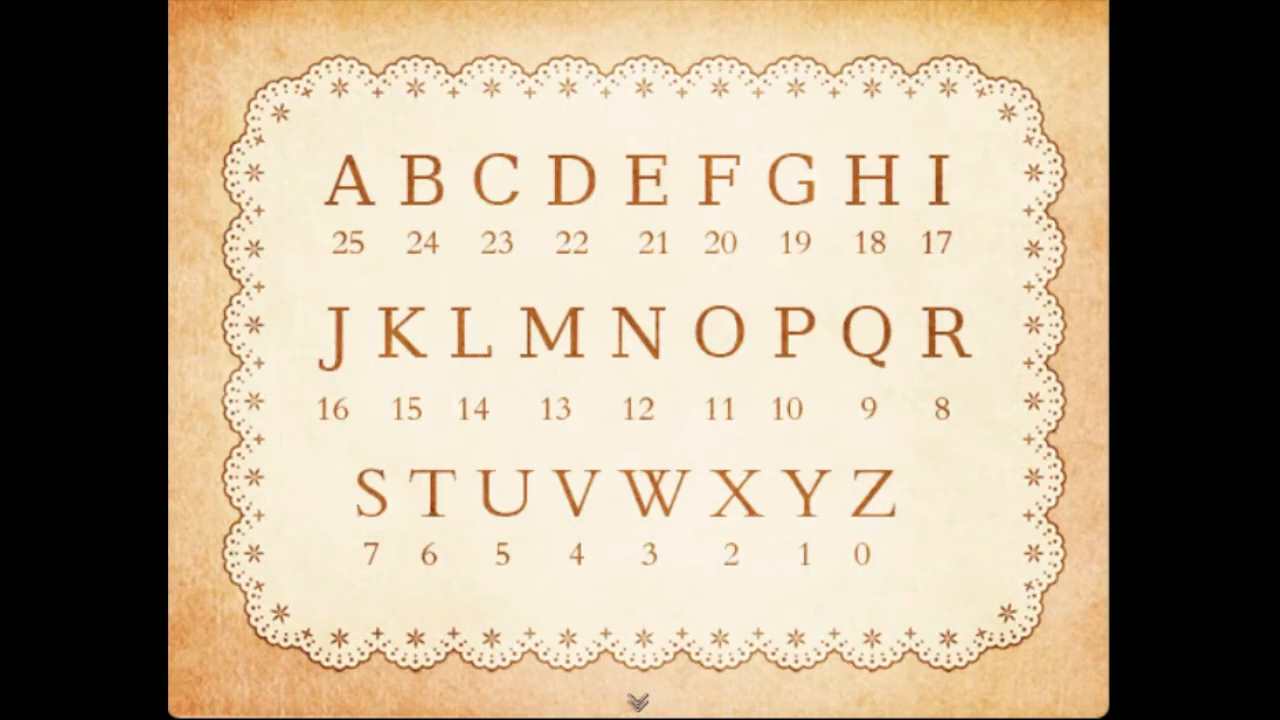 A B C D E F G H I
25 24 23 22 21 20 19 18 17
J K L M N O P Q R
16 15 14 13 12 11 10 9 8
S T U V W X Y Z
7 6 5 4 3 2 1 0